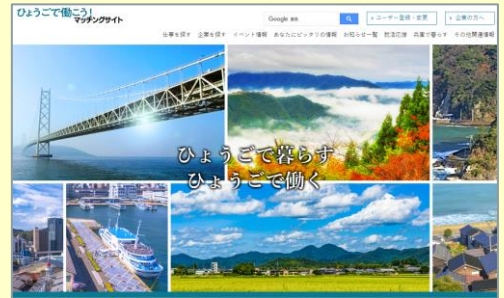 ひょうごで働こう!
マッチングサイト
Google 検索
ユーザー登録・変更
企業の方へ
仕事を探す 企業を探す イベント情報 あなたにピッタリの情報 お知らせ一覧 就活応援 兵庫で暮らす その他関連情報
ひょうごで暮らす
ひょうごで働く